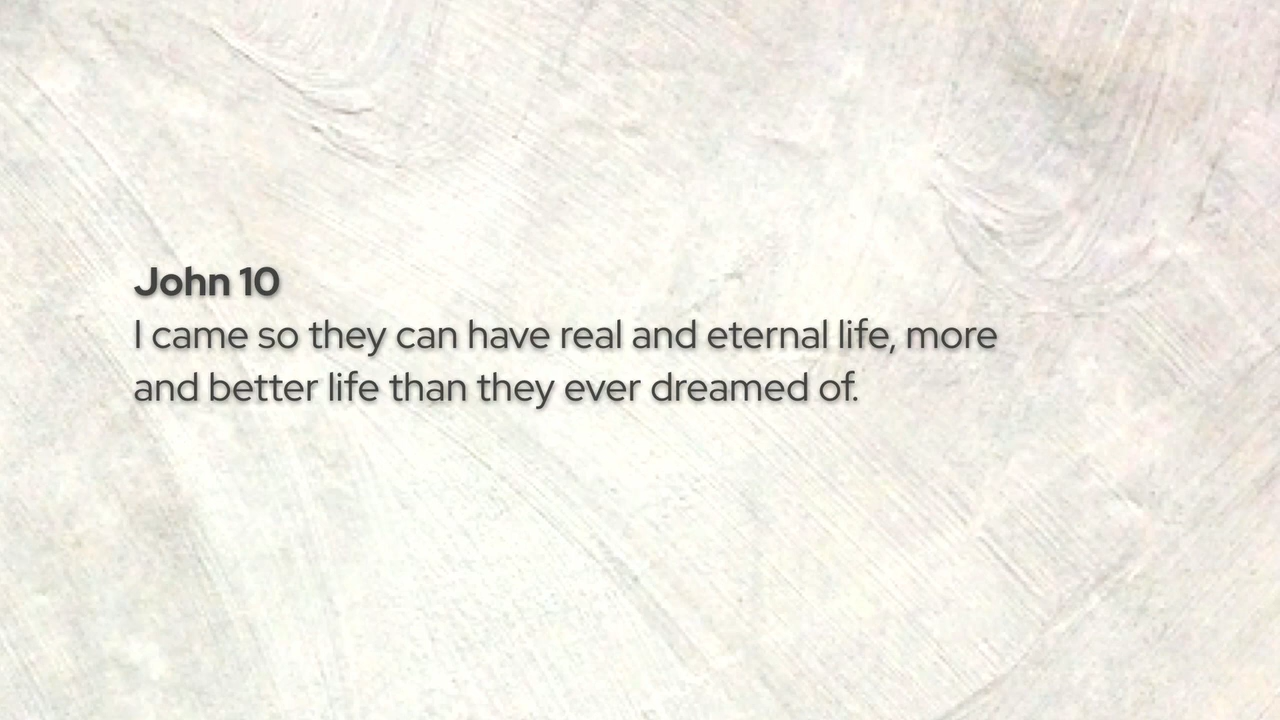 John 10
I came so they can have real and eternal life, more
and better life than they ever dreamed of.